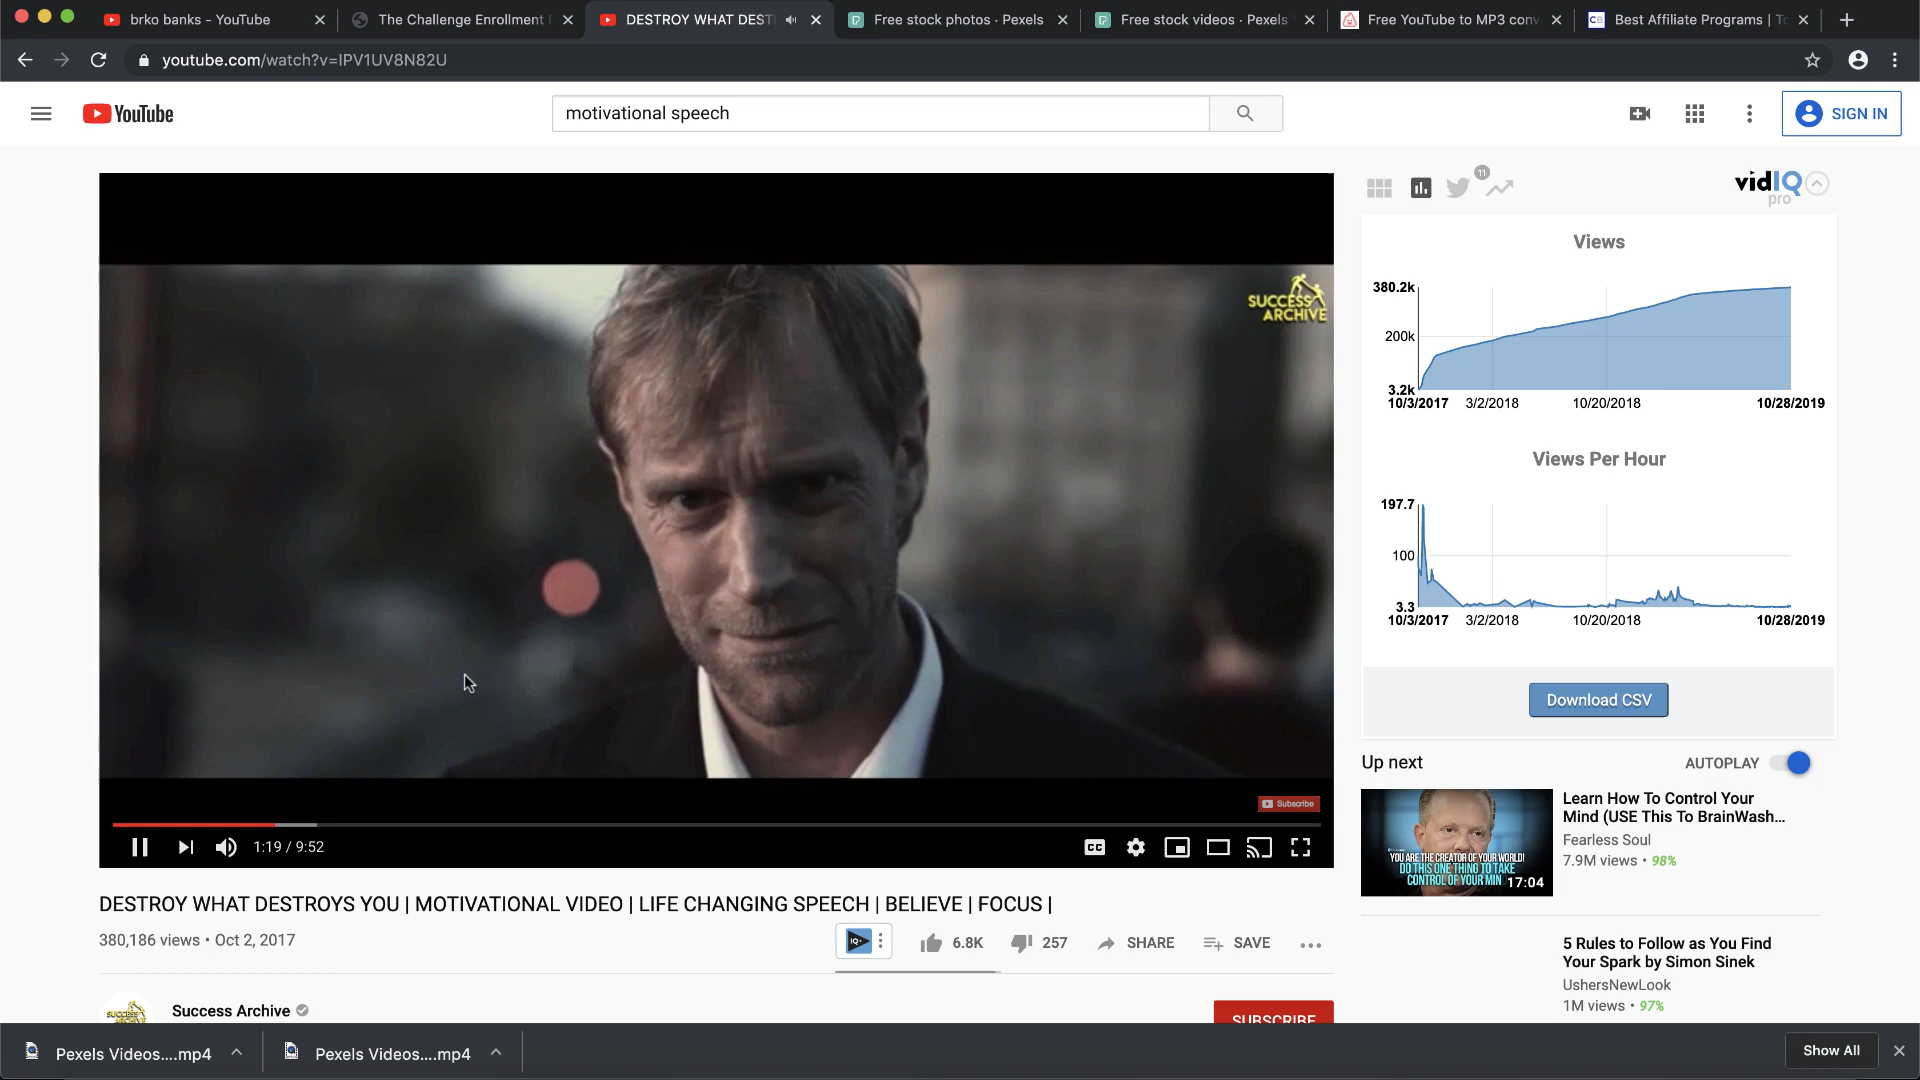 brko banks - YouTube
The Challenge Enrollment
DESTROY WHAT DEST
Free stock photos · Pexels
Free stock videos · Pexels
Free YouTube to MP3 conv
Best Affiliate Programs |
youtube.com/watch?v=IPV1UV8N82U
YouTube
motivational speech
SIGN IN
11
vidIQ
pro
SUCCESS
ARCHIVE
Views
380.2k
200k
3.2k
10/3/2017 3/2/2018 10/20/2018 10/28/2019
Views Per Hour
197.7
100
3.3
10/3/2017 3/2/2018 10/20/2018 10/28/2019
Download CSV
Subscribe
1:19 / 9:52
CC
Up next
AUTOPLAY
YOU ARE THE CREATOR OF YOUR WORLD!
DO THIS ONE THING TO TAKE
CONTROL OF YOUR MIN
17:04
Learn How To Control Your
Mind (USE This To BrainWash...
Fearless Soul
7.9M views • 98%
DESTROY WHAT DESTROYS YOU | MOTIVATIONAL VIDEO | LIFE CHANGING SPEECH | BELIEVE | FOCUS |
380,186 views • Oct 2, 2017
IQ
6.8K
257
SHARE
SAVE
5 Rules to Follow as You Find
Your Spark by Simon Sinek
UshersNewLook
1M views • 97%
SUCCESS
ARCHIVE
Success Archive
SUBSCRIBE
Pexels Videos....mp4
Pexels Videos....mp4
Show All